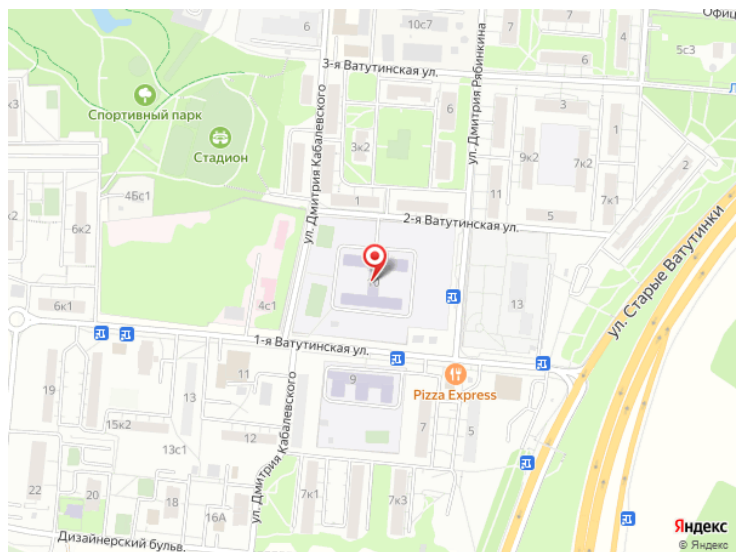 Офиц
6
10с7
7
6
5с3
3-я Ватутинская ул.
6
Л
к3
Спортивный парк
6
3
Стадион
3к2
1
9к2
7к2
2
ул. Дмитрия Рябинкина
ул. Дмитрия Кабалевского
4Бс1
1
11
7к1
6к2
2-я Ватутинская ул.
5
ул. Старые Ватутинки
6к1
4с1
13
1-я Ватутинская ул.
11
9
Pizza Express
19
13
15к2
12
7
5
13с1
ул. Дмитрия Кабалевского
22
20
18
16А
7к1
7к3
Дизайнерский бульв.
Яндекс
© Яндекс